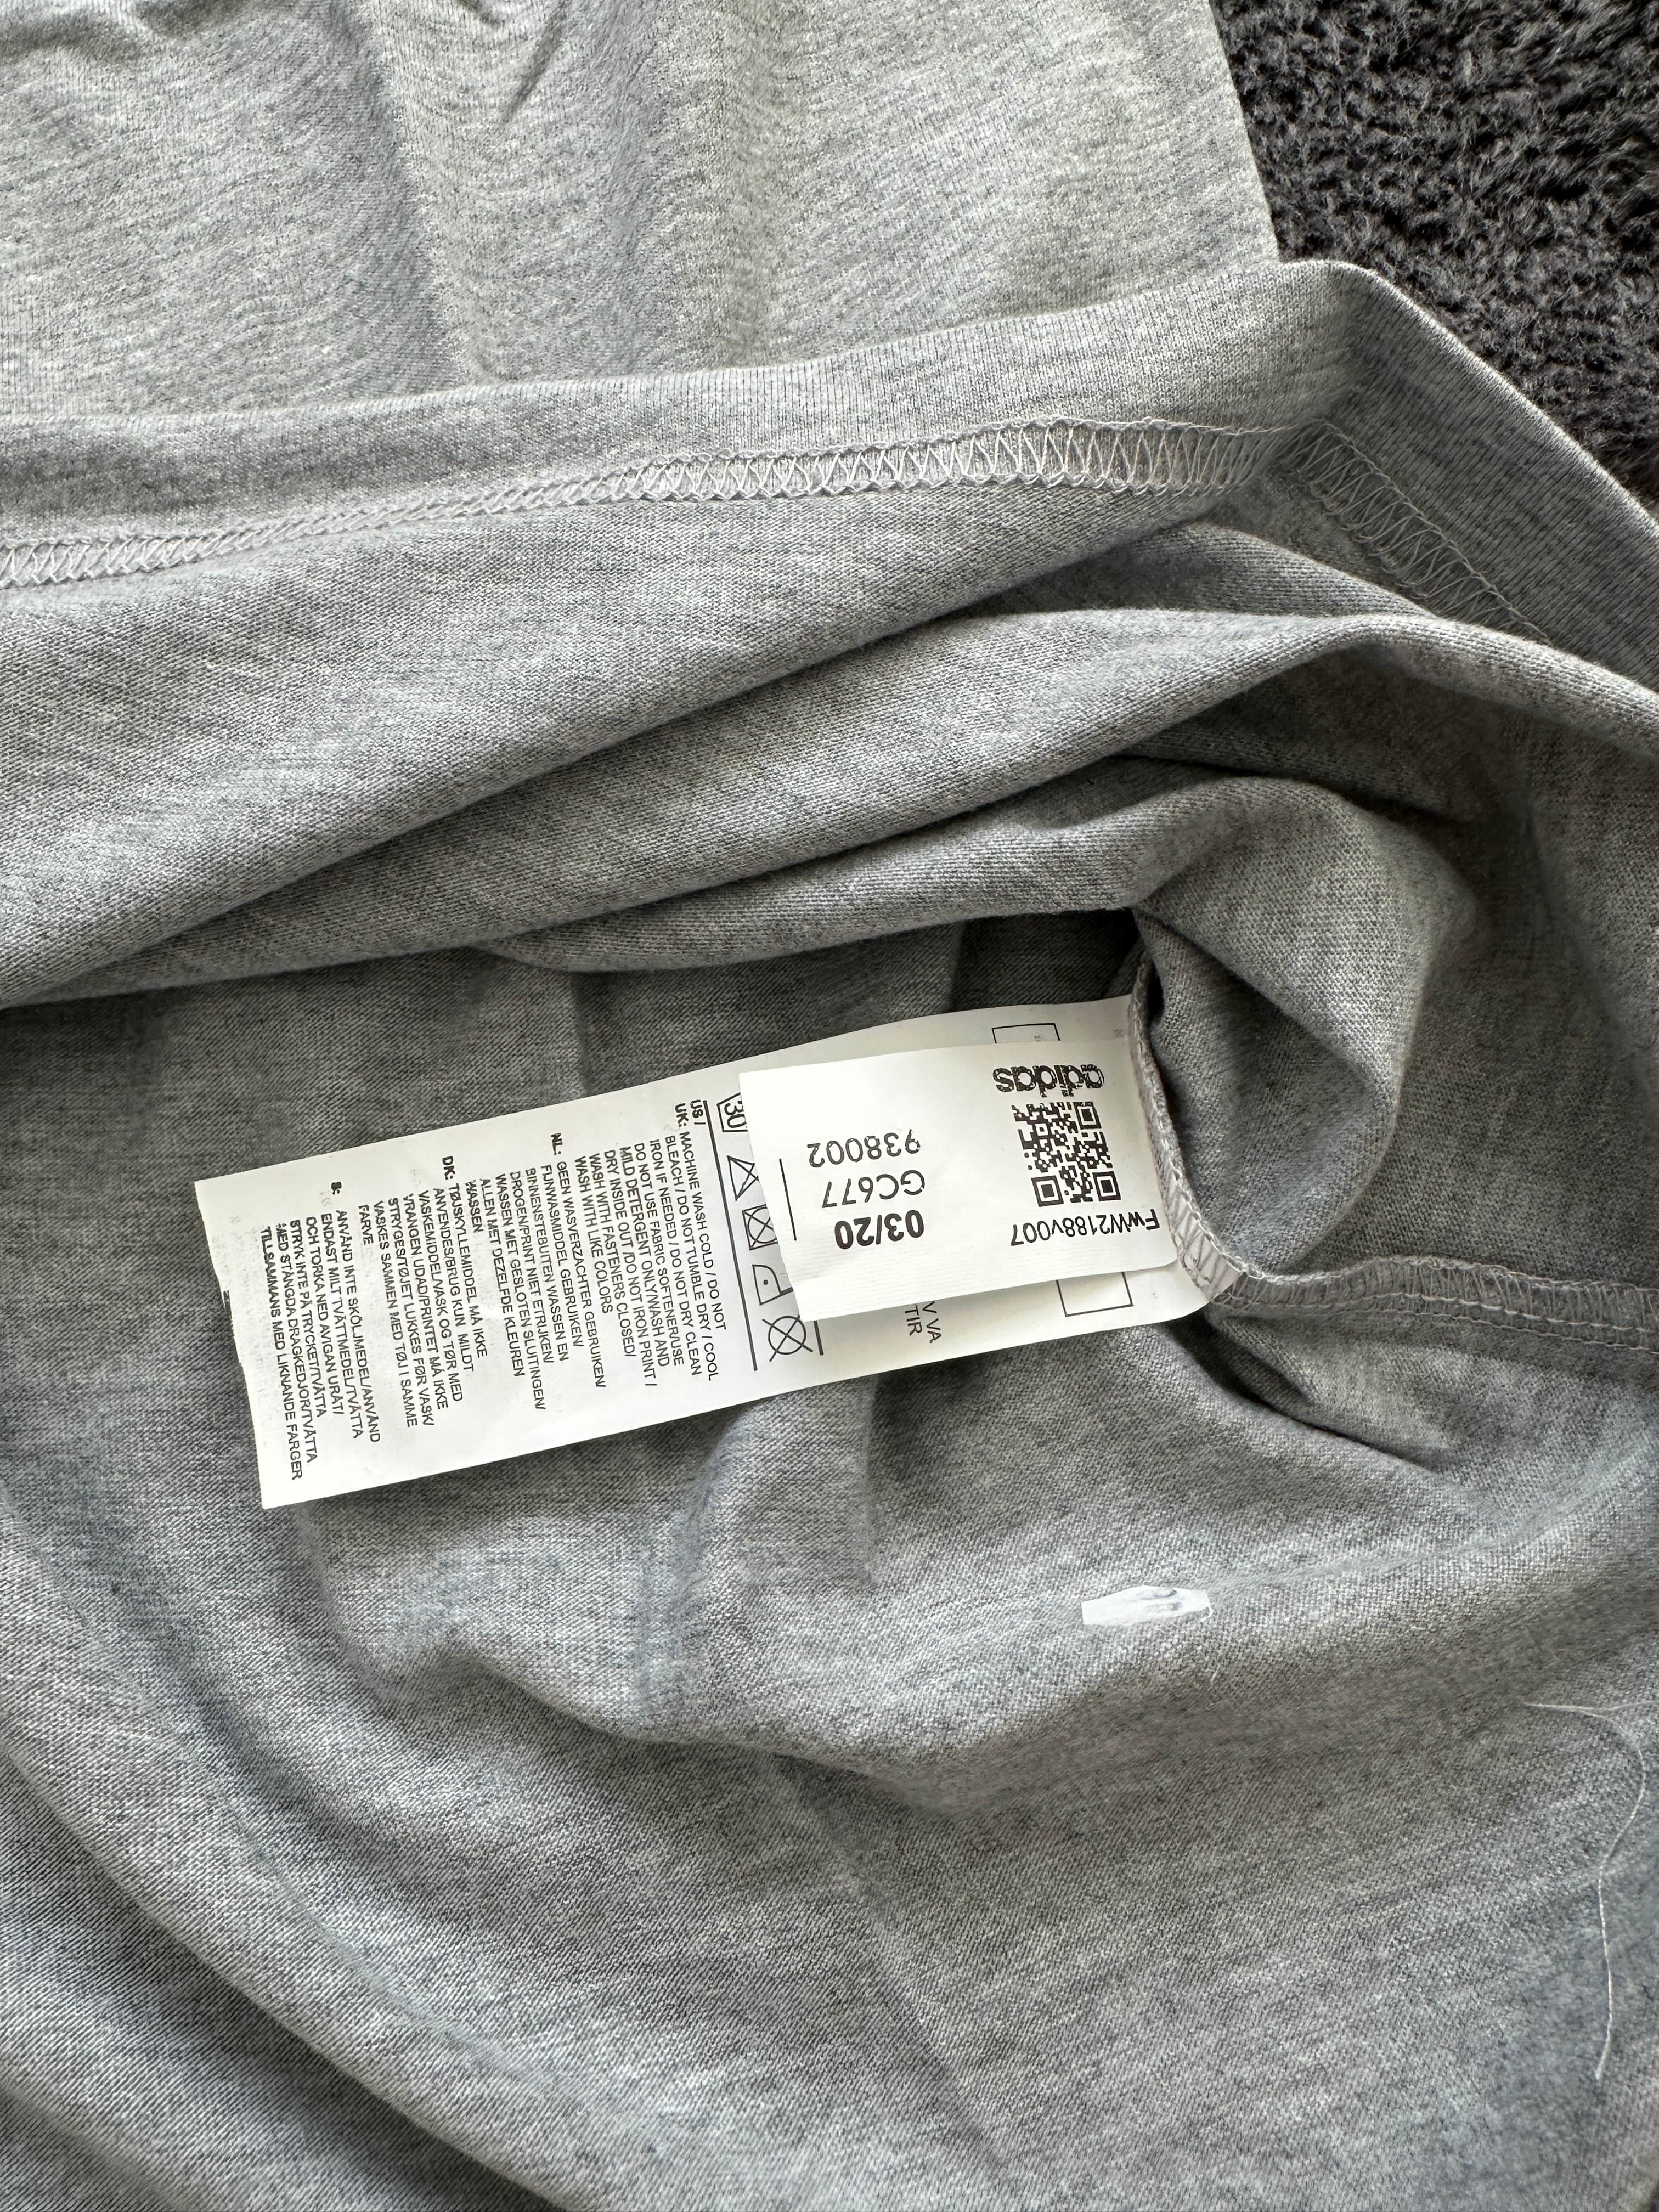 adidas
FwW2188v007
03/20
GC677
938002
V VA
TIR
30
US /
UK: MACHINE WASH COLD / DO NOT
BLEACH / DO NOT TUMBLE DRY / COOL
IRON IF NEEDED / DO NOT DRY CLEAN
DO NOT USE FABRIC SOFTENER/USE
MILD DETERGENT ONLY/WASH AND
DRY INSIDE OUT /DO NOT IRON PRINT /
WASH WITH FASTENERS CLOSED/
WASH WITH LIKE COLORS
NL: GEEN WASVERZACHTER GEBRUIKEN/
FIJNWASMIDDEL GEBRUIKEN/
BINNENSTEBUITEN WASSEN EN
DROGEN/PRINT NIET STRIJKEN/
WASSEN MET GESLOTEN SLUITINGEN/
ALLEN MET DEZELFDE KLEUREN
WASSEN
DK: TØJSKYLLEMIDDEL MÅ IKKE
ANVENDES/BRUG KUN MILDT
VASKEMIDDEL/VASK OG TØR MED
VRANGEN UDAD/PRINTET MÅ IKKE
STRYGES/TØJET LUKKES FØR VASK/
VASKES SAMMEN MED TØJ I SAMME
FARVE
S: ANVÄND INTE SKÖLJMEDEL/ANVÄND
ENDAST MILT TVÄTTMEDEL/TVÄTTA
OCH TORKA MED AVIGAN UTÅT/
STRYK INTE PÅ TRYCKET/TVÄTTA
MED STÄNGDA DRAGKEDJOR/TVÄTTA
TILLSAMMANS MED LIKNANDE FÄRGER